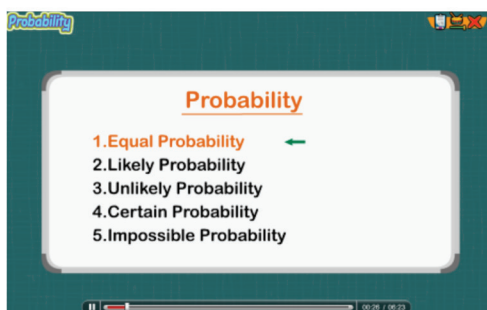 Probability
Probability
1.Equal Probability
2.Likely Probability
3.Unlikely Probability
4.Certain Probability
5.Impossible Probability
00:26 / 06:23